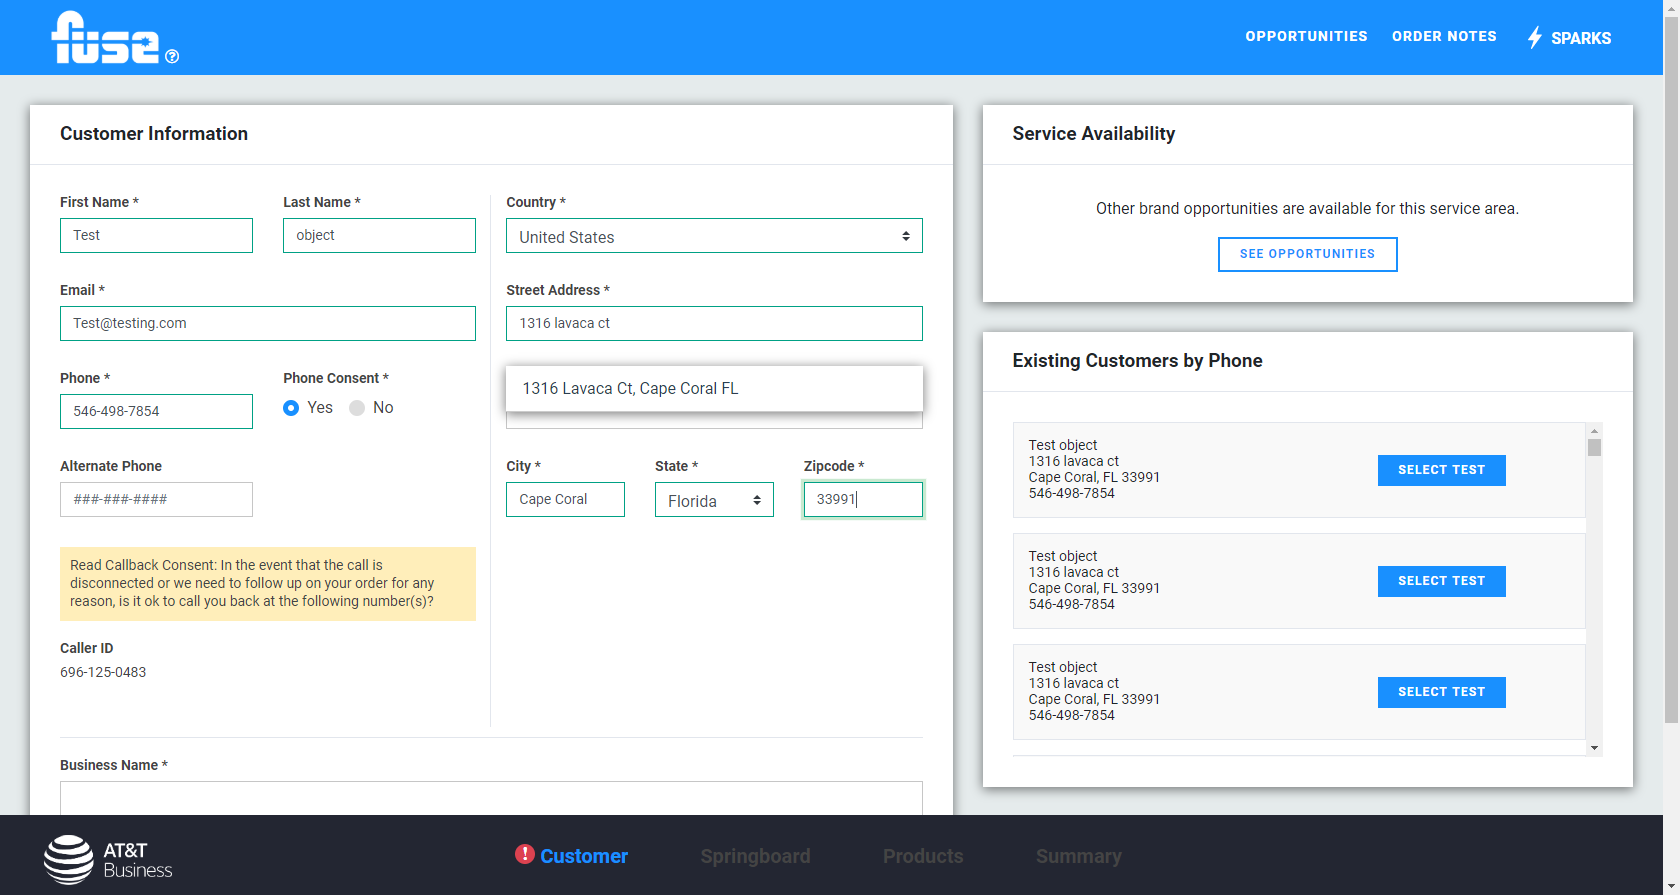 fuse
OPPORTUNITIES
ORDER NOTES
SPARKS
Customer Information
First Name *
Last Name *
Test
object
Email *
Test@testing.com
Phone *
Phone Consent *
546-498-7854
Yes
No
Alternate Phone
###-###-####
Read Callback Consent: In the event that the call is
disconnected or we need to follow up on your order for any
reason, is it ok to call you back at the following number(s)?
Caller ID
696-125-0483
Country *
United States
Street Address *
1316 lavaca ct
1316 Lavaca Ct, Cape Coral FL
City *
State *
Zipcode *
Cape Coral
Florida
33991
Business Name *
Service Availability
Other brand opportunities are available for this service area.
SEE OPPORTUNITIES
Existing Customers by Phone
Test object
1316 lavaca ct
Cape Coral, FL 33991
546-498-7854
SELECT TEST
Test object
1316 lavaca ct
Cape Coral, FL 33991
546-498-7854
SELECT TEST
Test object
1316 lavaca ct
Cape Coral, FL 33991
546-498-7854
SELECT TEST
AT&T
Business
Customer
Springboard
Products
Summary